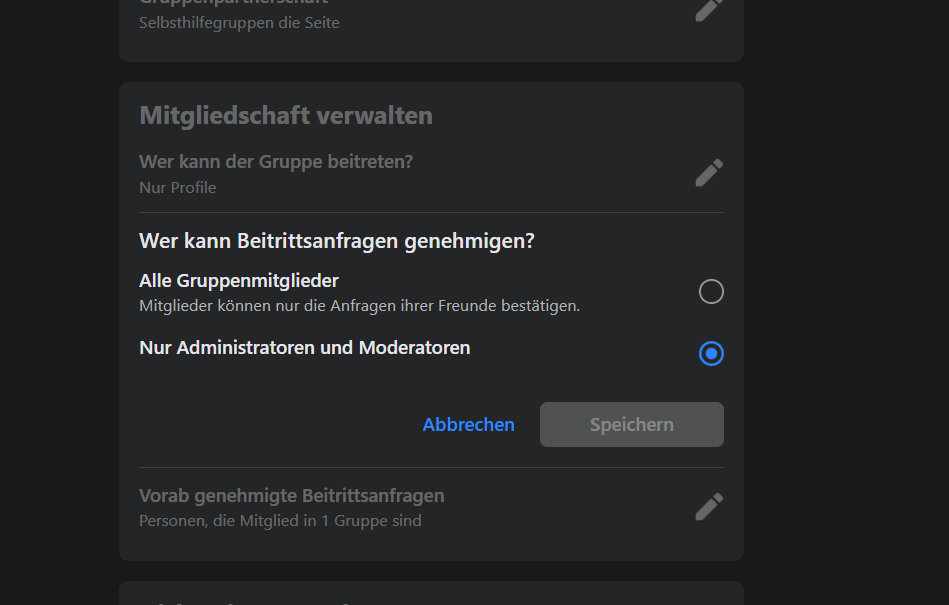 Gruppenpartnerschaft
Selbsthilfegruppen die Seite
Mitgliedschaft verwalten
Wer kann der Gruppe beitreten?
Nur Profile
Wer kann Beitrittsanfragen genehmigen?
Alle Gruppenmitglieder
Mitglieder können nur die Anfragen ihrer Freunde bestätigen.
Nur Administratoren und Moderatoren
Abbrechen Speichern
Vorab genehmigte Beitrittsanfragen
Personen, die Mitglied in 1 Gruppe sind